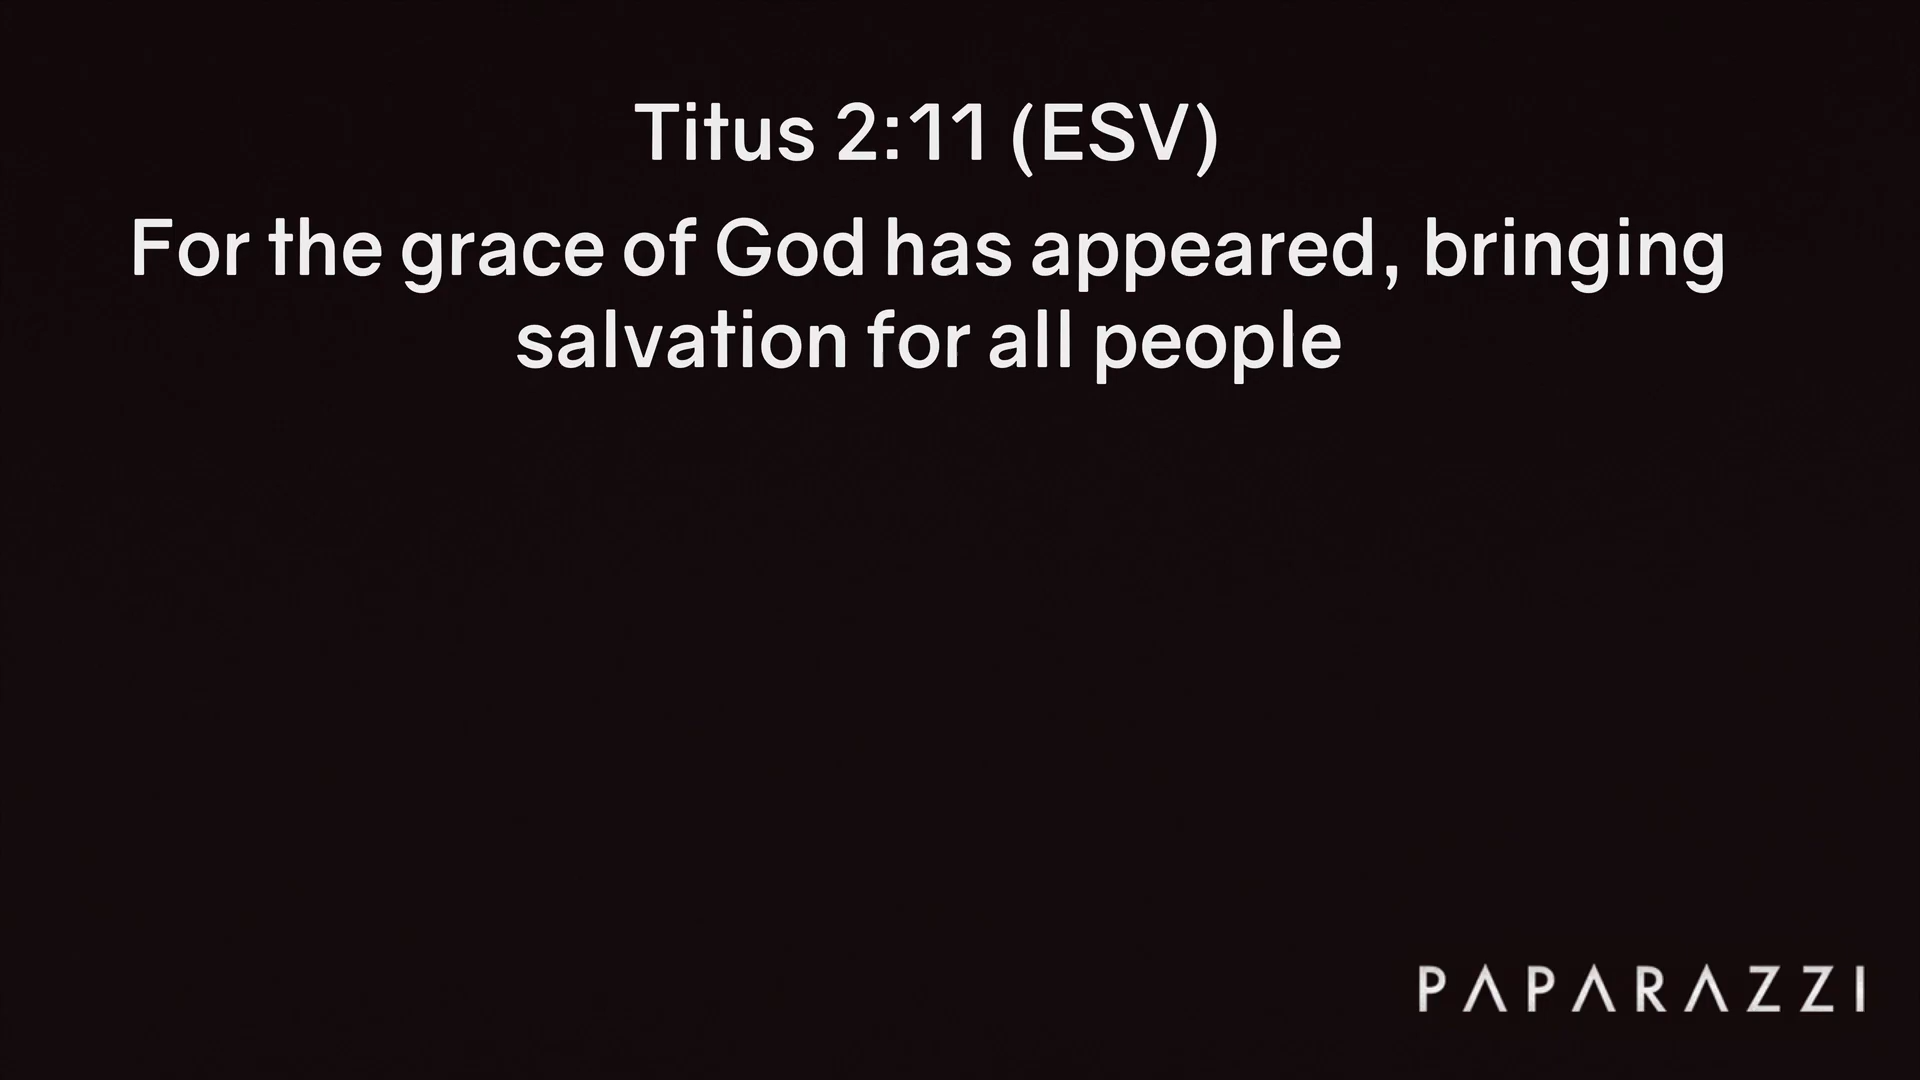 Titus 2:11 (ESV)
For the grace of God has appeared, bringing
salvation for all people
PAPARAZZI